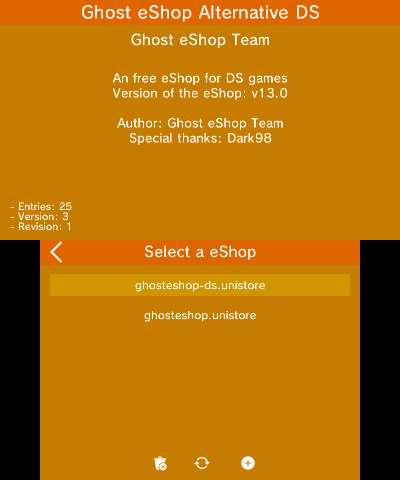 Ghost eShop Alternative DS
Ghost eShop Team
An free eShop for DS games
Version of the eShop: v13.0
Author: Ghost eShop Team
Special thanks: Dark98
- Entries: 25
- Version: 3
- Revision: 1
Select a eShop
ghosteshop-ds.unistore
ghosteshop.unistore